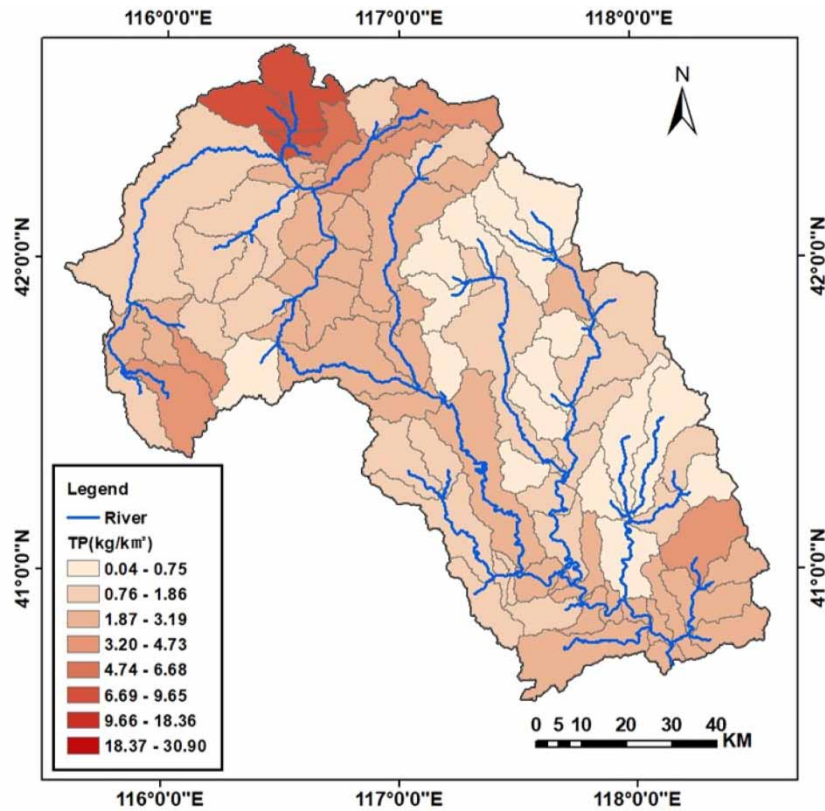 116°0'0"E 117°0'0"E 118°0'0"E
N
42°0'0"N 42°0'0"N
41°0'0"N 41°0'0"N
Legend
River
TP(kg/km²)
0.04 - 0.75
0.76 - 1.86
1.87 - 3.19
3.20 - 4.73
4.74 - 6.68
6.69 - 9.65
9.66 - 18.36
18.37 - 30.90
0 5 10 20 30 40
KM
116°0'0"E 117°0'0"E 118°0'0"E